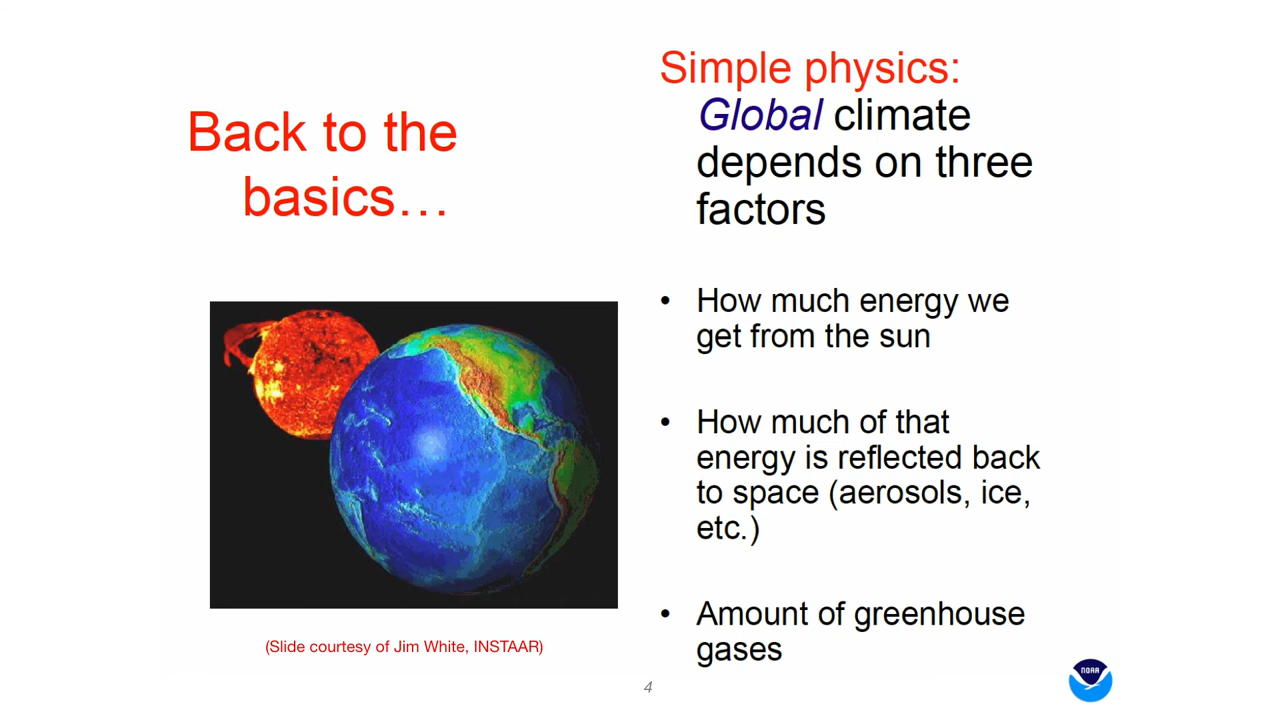 Back to the
basics…
(Slide courtesy of Jim White, INSTAAR)
Simple physics:
Global climate
depends on three
factors
• How much energy we
get from the sun
• How much of that
energy is reflected back
to space (aerosols, ice,
etc.)
• Amount of greenhouse
gases
4
NOAA